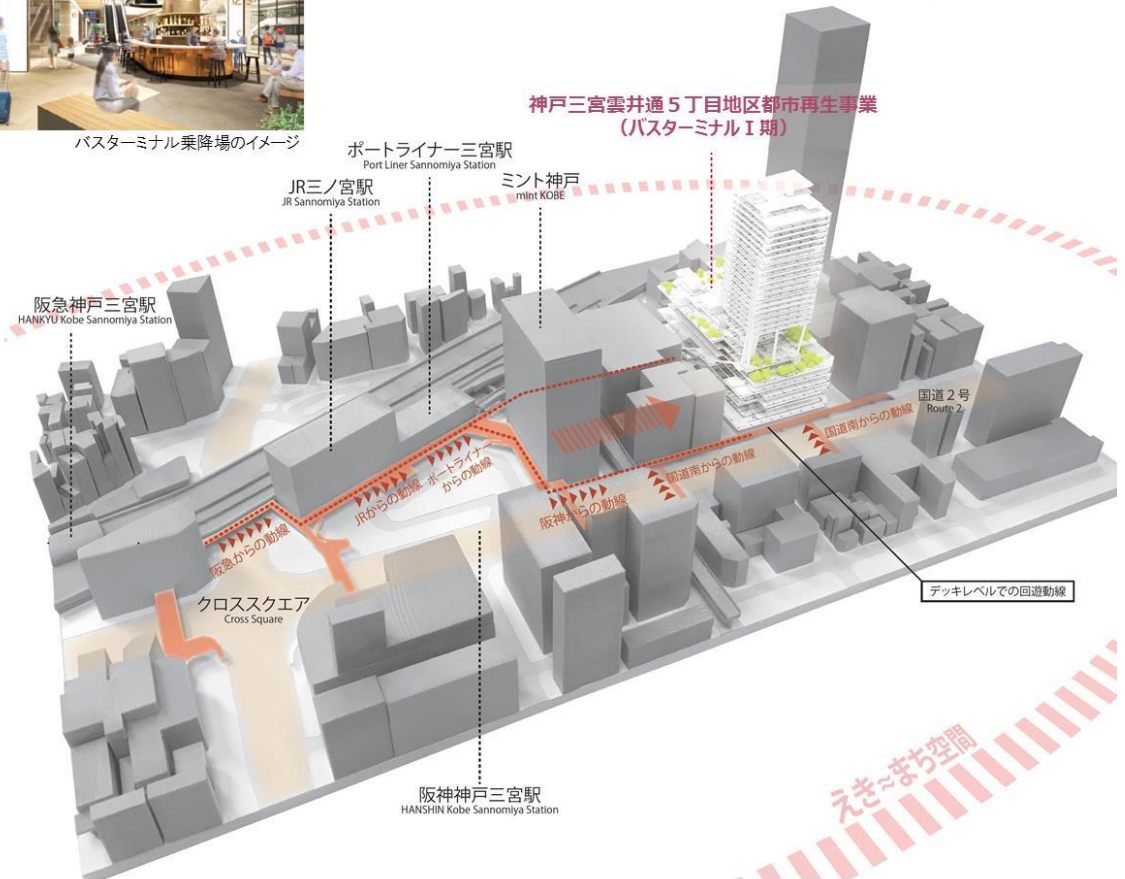 バスターミナル乗降場のイメージ
神戸三宮雲井通5丁目地区都市再生事業
(バスターミナルⅠ期)
ポートライナー三宮駅
Port Liner Sannomiya Station
JR三ノ宮駅
JR Sannomiya Station
ミント神戸
mint KOBE
阪急神戸三宮駅
HANKYU Kobe Sannomiya Station
国道2号
Route 2
国道南からの動線
国道南からの動線
ポートライナー
からの動線
JRからの動線
阪神からの動線
阪急からの動線
クロススクエア
Cross Square
デッキレベルでの回遊動線
阪神神戸三宮駅
HANSHIN Kobe Sannomiya Station
えき~まち空間